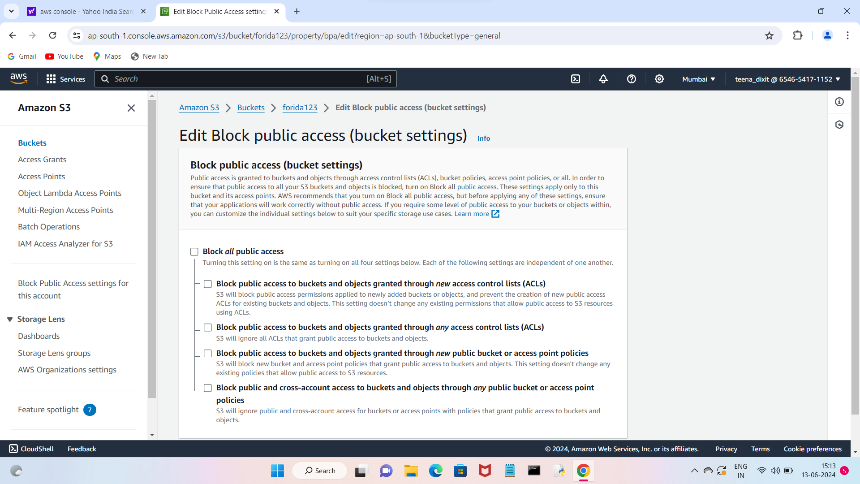 aws console - Yahoo India Sear
Edit Block Public Access setting
ap-south-1.console.aws.amazon.com/s3/bucket/forida123/property/bpa/edit?region=ap-south-1&bucketType=general
Gmail
YouTube
Maps
New Tab
aws
Services
Search
[Alt+S]
Mumbai
teena_dixit @ 6546-5417-1152
Amazon S3
Buckets
Access Grants
Access Points
Object Lambda Access Points
Multi-Region Access Points
Batch Operations
IAM Access Analyzer for S3
Block Public Access settings for
this account
Storage Lens
Dashboards
Storage Lens groups
AWS Organizations settings
Feature spotlight 7
Amazon S3 > Buckets > forida123 > Edit Block public access (bucket settings)
Edit Block public access (bucket settings) Info
Block public access (bucket settings)
Public access is granted to buckets and objects through access control lists (ACLs), bucket policies, access point policies, or all. In order to
ensure that public access to all your S3 buckets and objects is blocked, turn on Block all public access. These settings apply only to this
bucket and its access points. AWS recommends that you turn on Block all public access, but before applying any of these settings, ensure
that your applications will work correctly without public access. If you require some level of public access to your buckets or objects within,
you can customize the individual settings below to suit your specific storage use cases. Learn more
Block all public access
Turning this setting on is the same as turning on all four settings below. Each of the following settings are independent of one another.
Block public access to buckets and objects granted through new access control lists (ACLs)
S3 will block public access permissions applied to newly added buckets or objects, and prevent the creation of new public access
ACLs for existing buckets and objects. This setting doesn't change any existing permissions that allow public access to S3 resources
using ACLs.
Block public access to buckets and objects granted through any access control lists (ACLs)
S3 will ignore all ACLs that grant public access to buckets and objects.
Block public access to buckets and objects granted through new public bucket or access point policies
S3 will block new bucket and access point policies that grant public access to buckets and objects. This setting doesn't change any
existing policies that allow public access to S3 resources.
Block public and cross-account access to buckets and objects through any public bucket or access point
policies
S3 will ignore public and cross-account access for buckets or access points with policies that grant public access to buckets and
objects.
CloudShell
Feedback
© 2024, Amazon Web Services, Inc. or its affiliates.
Privacy
Terms
Cookie preferences
Search
ENG
IN
15:13
13-06-2024
5